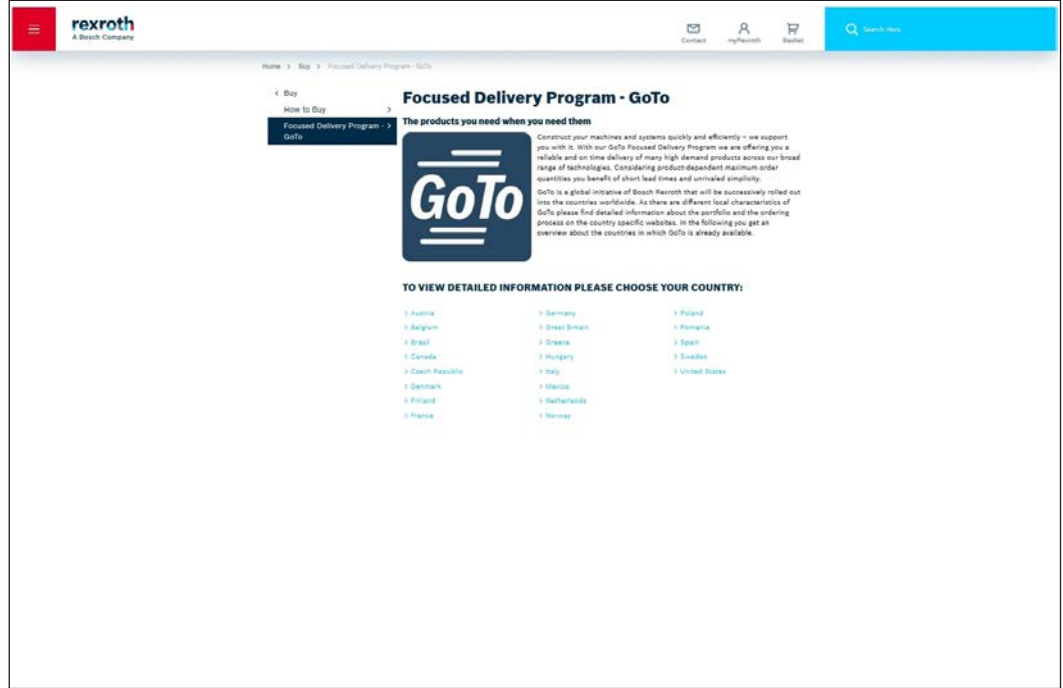 rexroth
A Bosch Company
Contact
myRexroth
Basket
Search Here
Home > Buy > Focused Delivery Program - GoTo
< Buy
How to Buy >
Focused Delivery Program - >
GoTo
Focused Delivery Program - GoTo
The products you need when you need them
GoTo
Construct your machines and systems quickly and efficiently – we support
you with it. With our GoTo Focused Delivery Program we are offering you a
reliable and on time delivery of many high demand products across our broad
range of technologies. Considering product-dependent maximum order
quantities you benefit of short lead times and unrivaled simplicity.
GoTo is a global initiative of Bosch Rexroth that will be successively rolled out
into the countries worldwide. As there are different local characteristics of
GoTo please find detailed information about the portfolio and the ordering
process on the country specific websites. In the following you get an
overview about the countries in which GoTo is already available.
TO VIEW DETAILED INFORMATION PLEASE CHOOSE YOUR COUNTRY:
> Austria
> Belgium
> Brasil
> Canada
> Czech Republic
> Denmark
> Finland
> France
> Germany
> Great Britain
> Greece
> Hungary
> Italy
> Mexico
> Netherlands
> Norway
> Poland
> Romania
> Spain
> Sweden
> United States